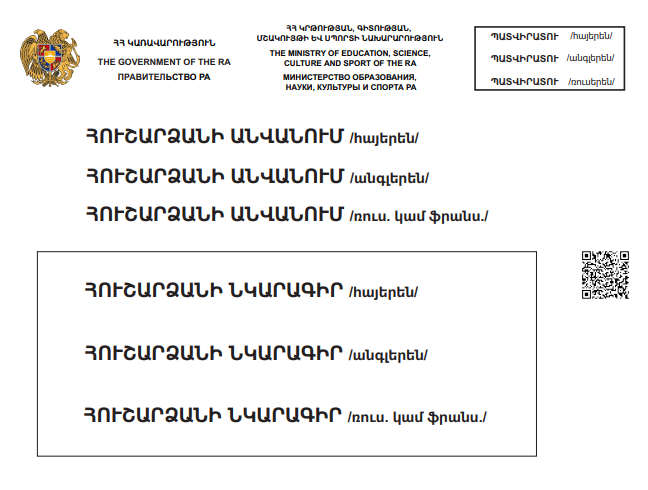 ՀՀ ԿԱՌԱՎԱՐՈՒԹՅՈՒՆ
THE GOVERNMENT OF THE RA
ПРАВИТЕЛЬСТВО РА
ՀՀ ԿՐԹՈՒԹՅԱՆ, ԳԻՏՈՒԹՅԱՆ,
ՄՇԱԿՈՒՅԹԻ ԵՎ ՍՊՈՐՏԻ ՆԱԽԱՐԱՐՈՒԹՅՈՒՆ
THE MINISTRY OF EDUCATION, SCIENCE,
CULTURE AND SPORT OF THE RA
МИНИСТЕРСТВО ОБРАЗОВАНИЯ,
НАУКИ, КУЛЬТУРЫ И СПОРТА РА
ՊԱՏՎԻՐԱՏՈՒ /հայերեն/
ՊԱՏՎԻՐԱՏՈՒ /անգլերեն/
ՊԱՏՎԻՐԱՏՈՒ /ռուսերեն/
ՀՈՒՇԱՐՁԱՆԻ ԱՆՎԱՆՈՒՄ /հայերեն/
ՀՈՒՇԱՐՁԱՆԻ ԱՆՎԱՆՈՒՄ /անգլերեն/
ՀՈՒՇԱՐՁԱՆԻ ԱՆՎԱՆՈՒՄ /ռուս. կամ ֆրանս./
ՀՈՒՇԱՐՁԱՆԻ ՆԿԱՐԱԳԻՐ /հայերեն/
ՀՈՒՇԱՐՁԱՆԻ ՆԿԱՐԱԳԻՐ /անգլերեն/
ՀՈՒՇԱՐՁԱՆԻ ՆԿԱՐԱԳԻՐ /ռուս. կամ ֆրանս./